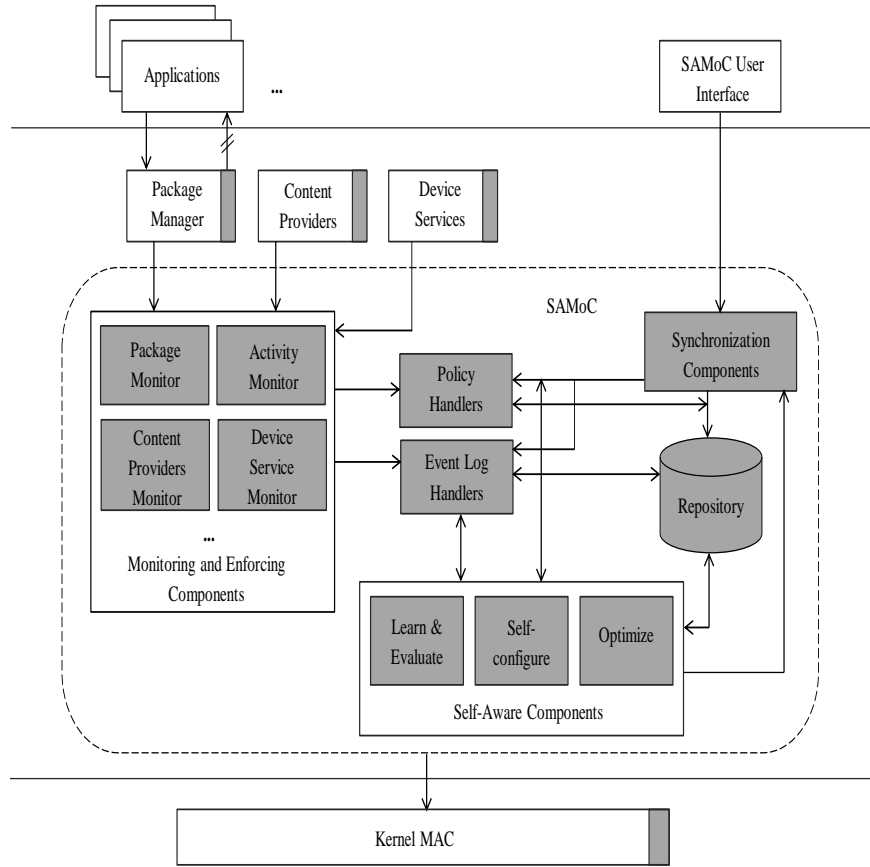 Applications
...
SAMoC User
Interface
Package
Manager
Content
Providers
Device
Services
SAMoC
Package
Monitor
Activity
Monitor
Content
Providers
Monitor
Device
Service
Monitor
...
Monitoring and Enforcing
Components
Policy
Handlers
Event Log
Handlers
Synchronization
Components
Repository
Learn &
Evaluate
Self-
configure
Optimize
Self-Aware Components
Kernel MAC